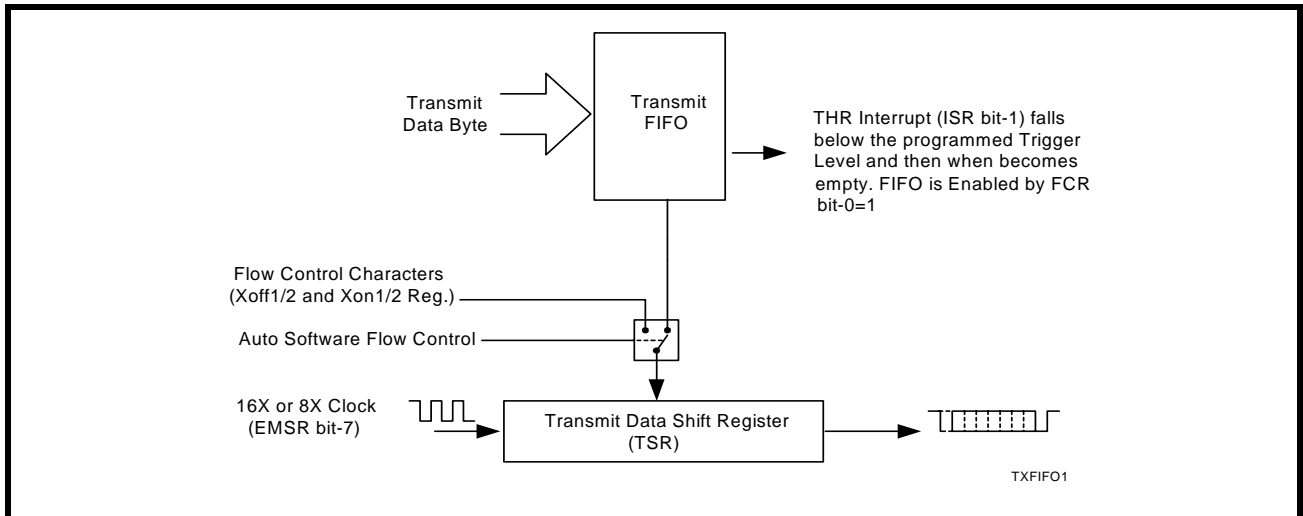 Transmit
Data Byte
Transmit
FIFO
THR Interrupt (ISR bit-1) falls
below the programmed Trigger
Level and then when becomes
empty. FIFO is Enabled by FCR
bit-0=1
Flow Control Characters
(Xoff1/2 and Xon1/2 Reg.)
Auto Software Flow Control
16X or 8X Clock
(EMSR bit-7)
Transmit Data Shift Register
(TSR)
TXFIFO1